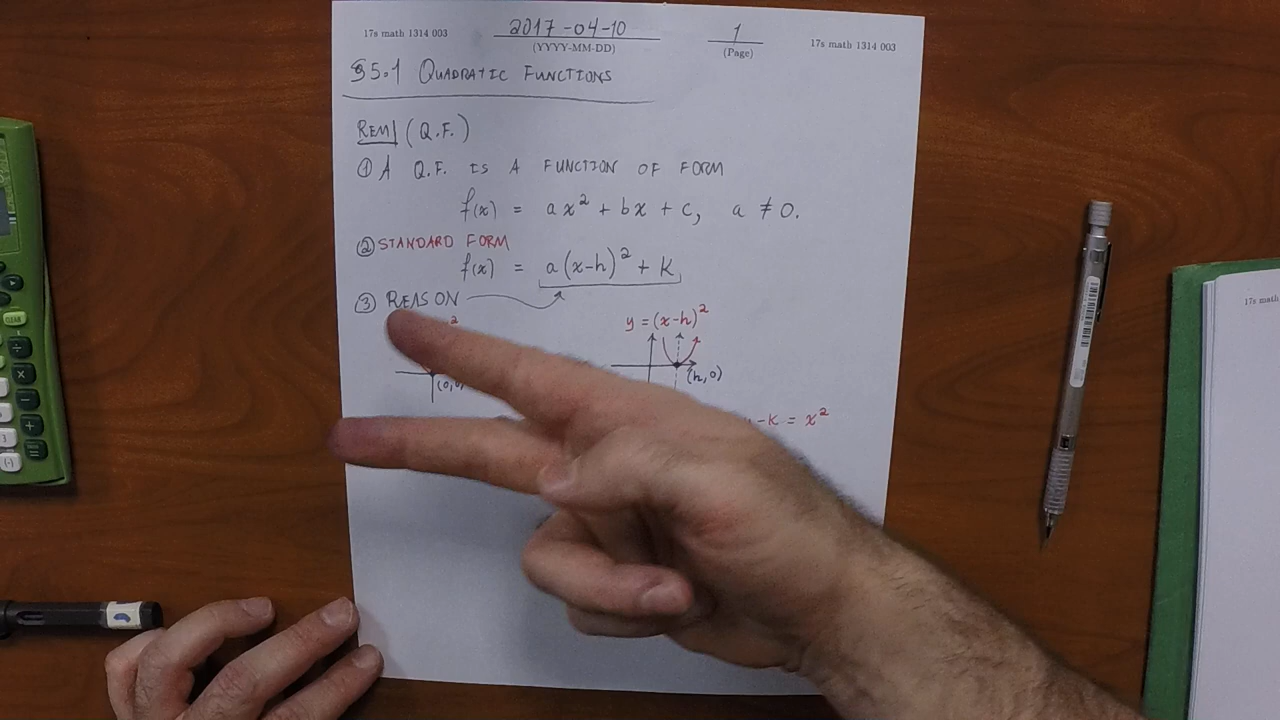 17s math 1314 003 2017-04-10 1 17s math 1314 003
(YYYY-MM-DD) (Page)
§5.1 QUADRATIC FUNCTIONS
REM (Q.F.)
① A Q.F. IS A FUNCTION OF FORM
f(x) = ax² + bx + c, a ≠ 0.
② STANDARD FORM
f(x) = a(x-h)² + k
③ REASON
y = (x-h)²
(h,0)
-k = x²
CLEAR
(-)